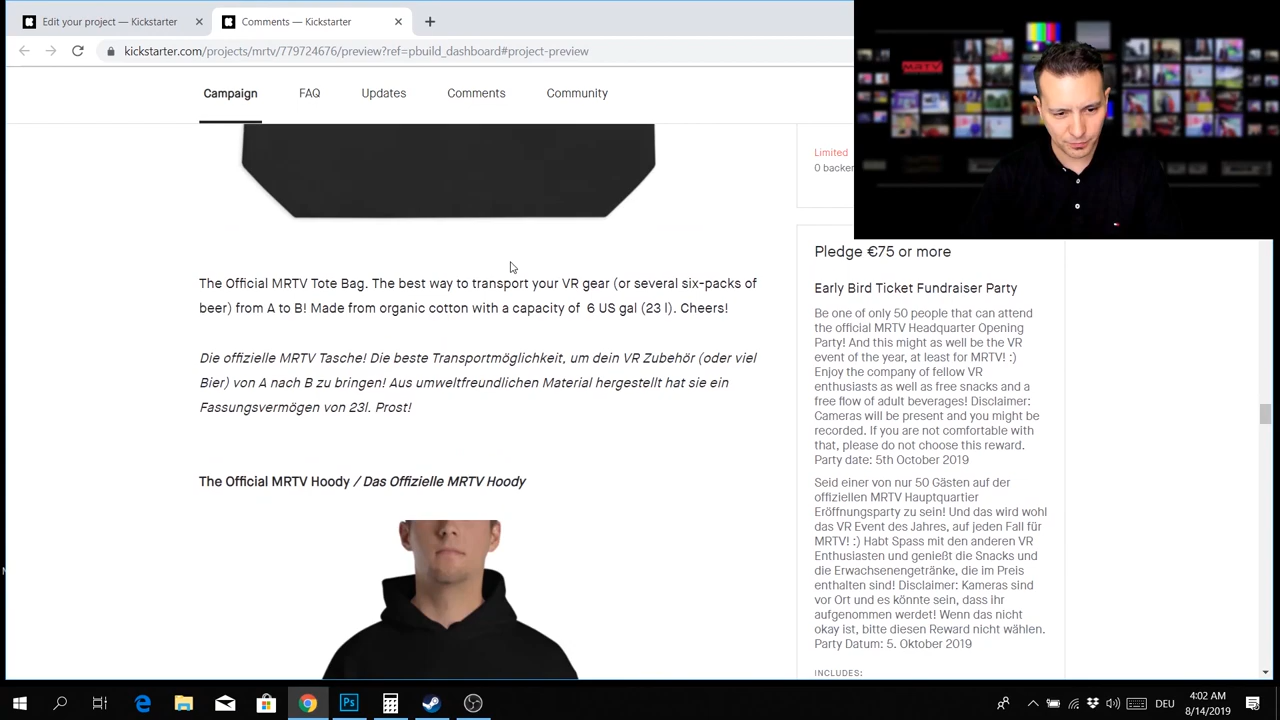 Edit your project — Kickstarter
Comments — Kickstarter
kickstarter.com/projects/mrtv/779724676/preview?ref=pbuild_dashboard#project-preview
MRTV
Campaign
FAQ
Updates
Comments
Community
Limited
0 backer
The Official MRTV Tote Bag. The best way to transport your VR gear (or several six-packs of
beer) from A to B! Made from organic cotton with a capacity of 6 US gal (23 l). Cheers!
Die offizielle MRTV Tasche! Die beste Transportmöglichkeit, um dein VR Zubehör (oder viel
Bier) von A nach B zu bringen! Aus umweltfreundlichen Material hergestellt hat sie ein
Fassungsvermögen von 23l. Prost!
The Official MRTV Hoody / Das Offizielle MRTV Hoody
Pledge €75 or more
Early Bird Ticket Fundraiser Party
Be one of only 50 people that can attend
the official MRTV Headquarter Opening
Party! And this might as well be the VR
event of the year, at least for MRTV! :)
Enjoy the company of fellow VR
enthusiasts as well as free snacks and a
free flow of adult beverages! Disclaimer:
Cameras will be present and you might be
recorded. If you are not comfortable with
that, please do not choose this reward.
Party date: 5th October 2019
Seid einer von nur 50 Gästen auf der
offiziellen MRTV Hauptquartier
Eröffnungsparty zu sein! Und das wird wohl
das VR Event des Jahres, auf jeden Fall für
MRTV! :) Habt Spass mit den anderen VR
Enthusiasten und genießt die Snacks und
die Erwachsenengetränke, die im Preis
enthalten sind! Disclaimer: Kameras sind
vor Ort und es könnte sein, dass ihr
aufgenommen werdet! Wenn das nicht
okay ist, bitte diesen Reward nicht wählen.
Party Datum: 5. Oktober 2019
INCLUDES:
Ps
DEU
4:02 AM
8/14/2019